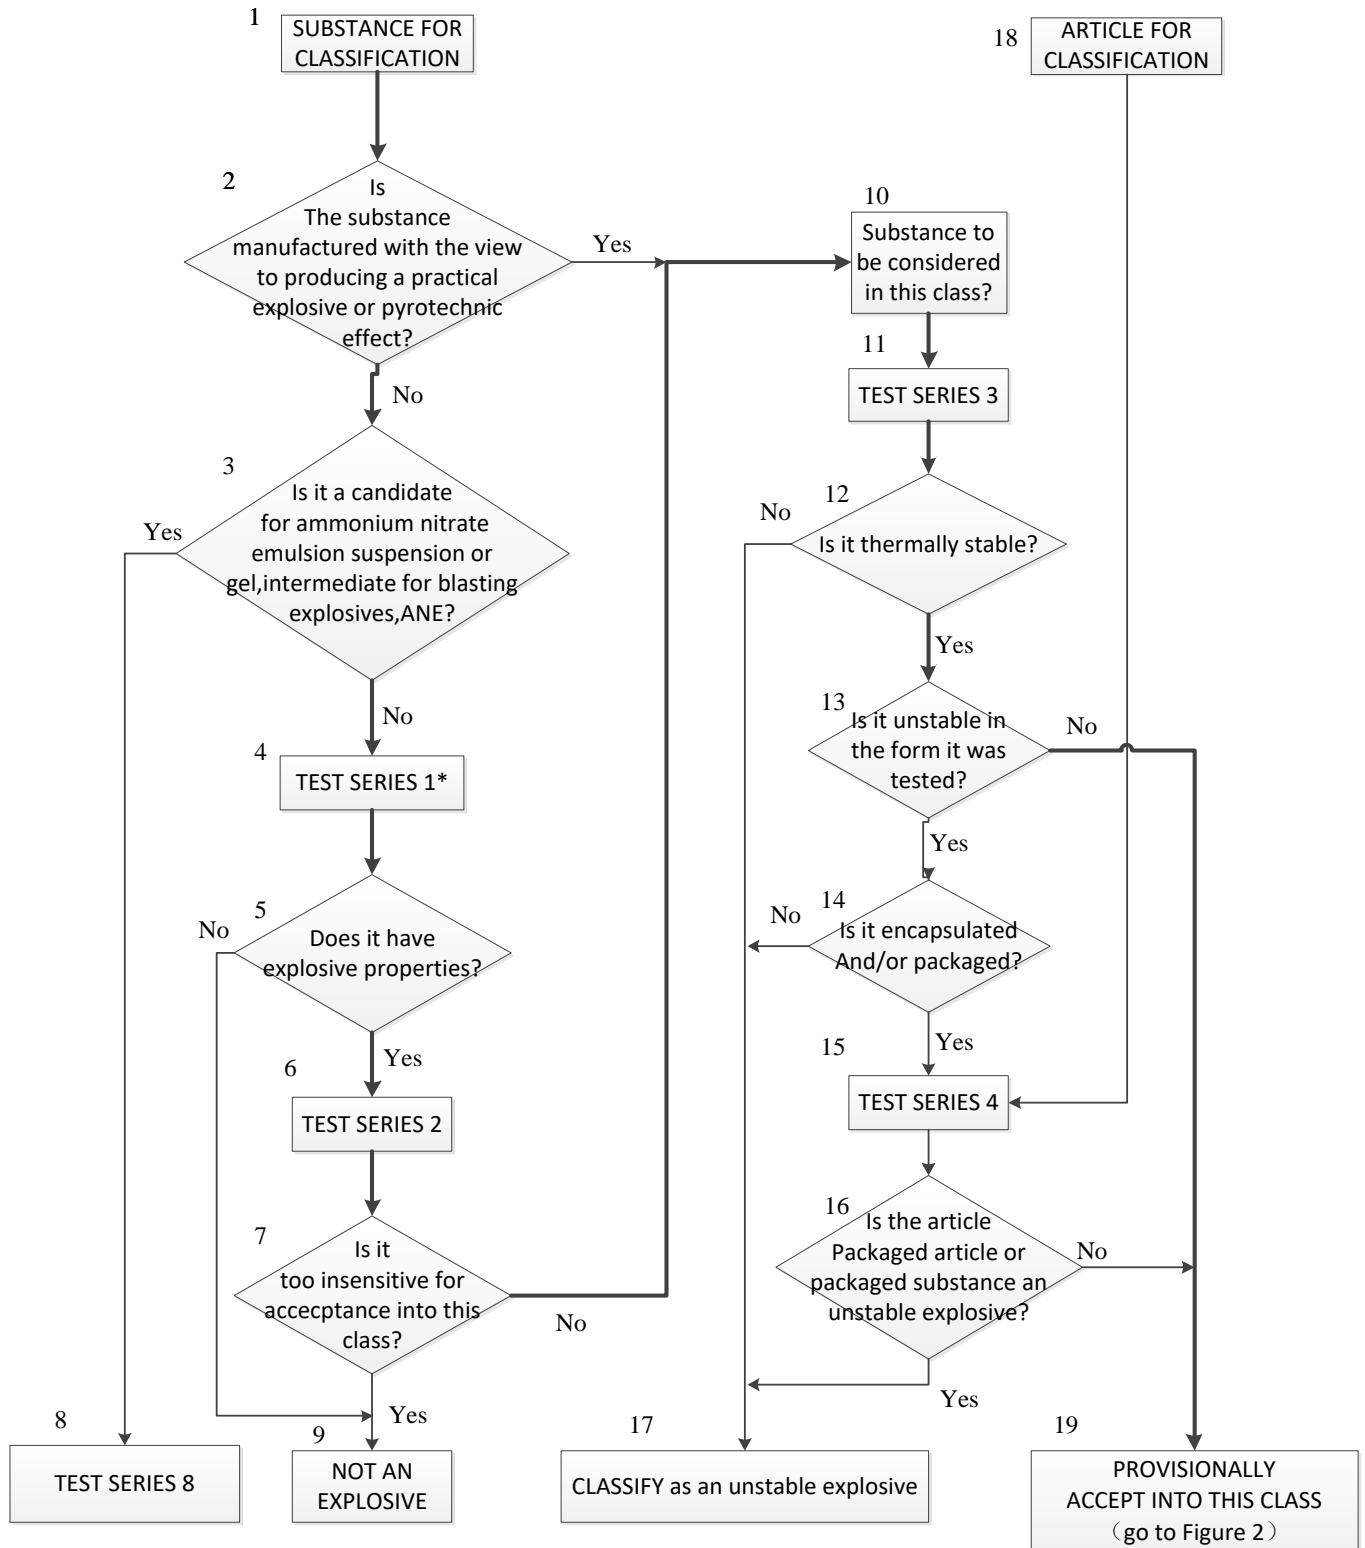 1
SUBSTANCE FOR
CLASSIFICATION
18
ARTICLE FOR
CLASSIFICATION
2
Is
The substance
manufactured with the view
to producing a practical
explosive or pyrotechnic
effect?
Yes
No
10
Substance to
be considered
in this class?
11
TEST SERIES 3
3
Is it a candidate
for ammonium nitrate
emulsion suspension or
gel,intermediate for blasting
explosives,ANE?
Yes
No
12
Is it thermally stable?
No
Yes
4
TEST SERIES 1*
13
Is it unstable in
the form it was
tested?
No
Yes
5
Does it have
explosive properties?
No
Yes
14
Is it encapsulated
And/or packaged?
No
Yes
6
TEST SERIES 2
15
TEST SERIES 4
7
Is it
too insensitive for
accecptance into this
class?
No
Yes
16
Is the article
Packaged article or
packaged substance an
unstable explosive?
No
Yes
8
TEST SERIES 8
9
NOT AN
EXPLOSIVE
17
CLASSIFY as an unstable explosive
19
PROVISIONALLY
ACCEPT INTO THIS CLASS
（go to Figure 2）